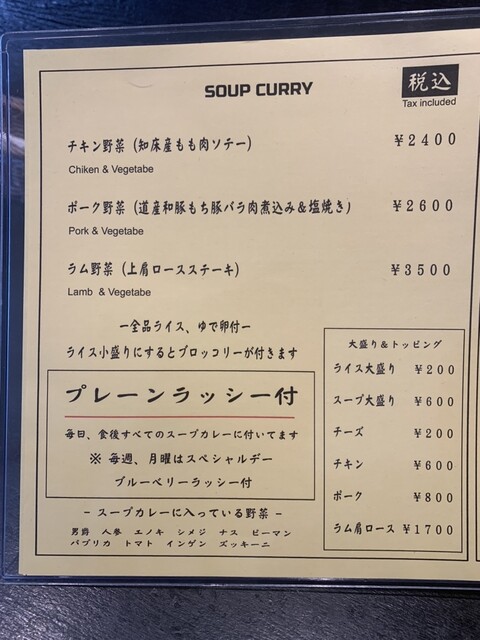 SOUP CURRY
税込
Tax included
チキン野菜(知床産もも肉ソテー) ¥2400
Chiken & Vegetabe
ポーク野菜(道産和豚もち豚バラ肉煮込み&塩焼き) ¥2600
Pork & Vegetabe
ラム野菜(上肩ロースステーキ) ¥3500
Lamb & Vegetabe
ー全品ライス、ゆで卵付ー
ライス小盛りにするとブロッコリーが付きます
プレーンラッシー付
毎日、食後すべてのスープカレーに付いてます
※ 毎週、月曜はスペシャルデー
ブルーベリーラッシー付
- スープカレーに入っている野菜 -
男爵 人参 エノキ シメジ ナス ピーマン
パプリカ トマト インゲン ズッキーニ
大盛り&トッピング
ライス大盛り ¥200
スープ大盛り ¥600
チーズ ¥200
チキン ¥600
ポーク ¥800
ラム肩ロース ¥1700